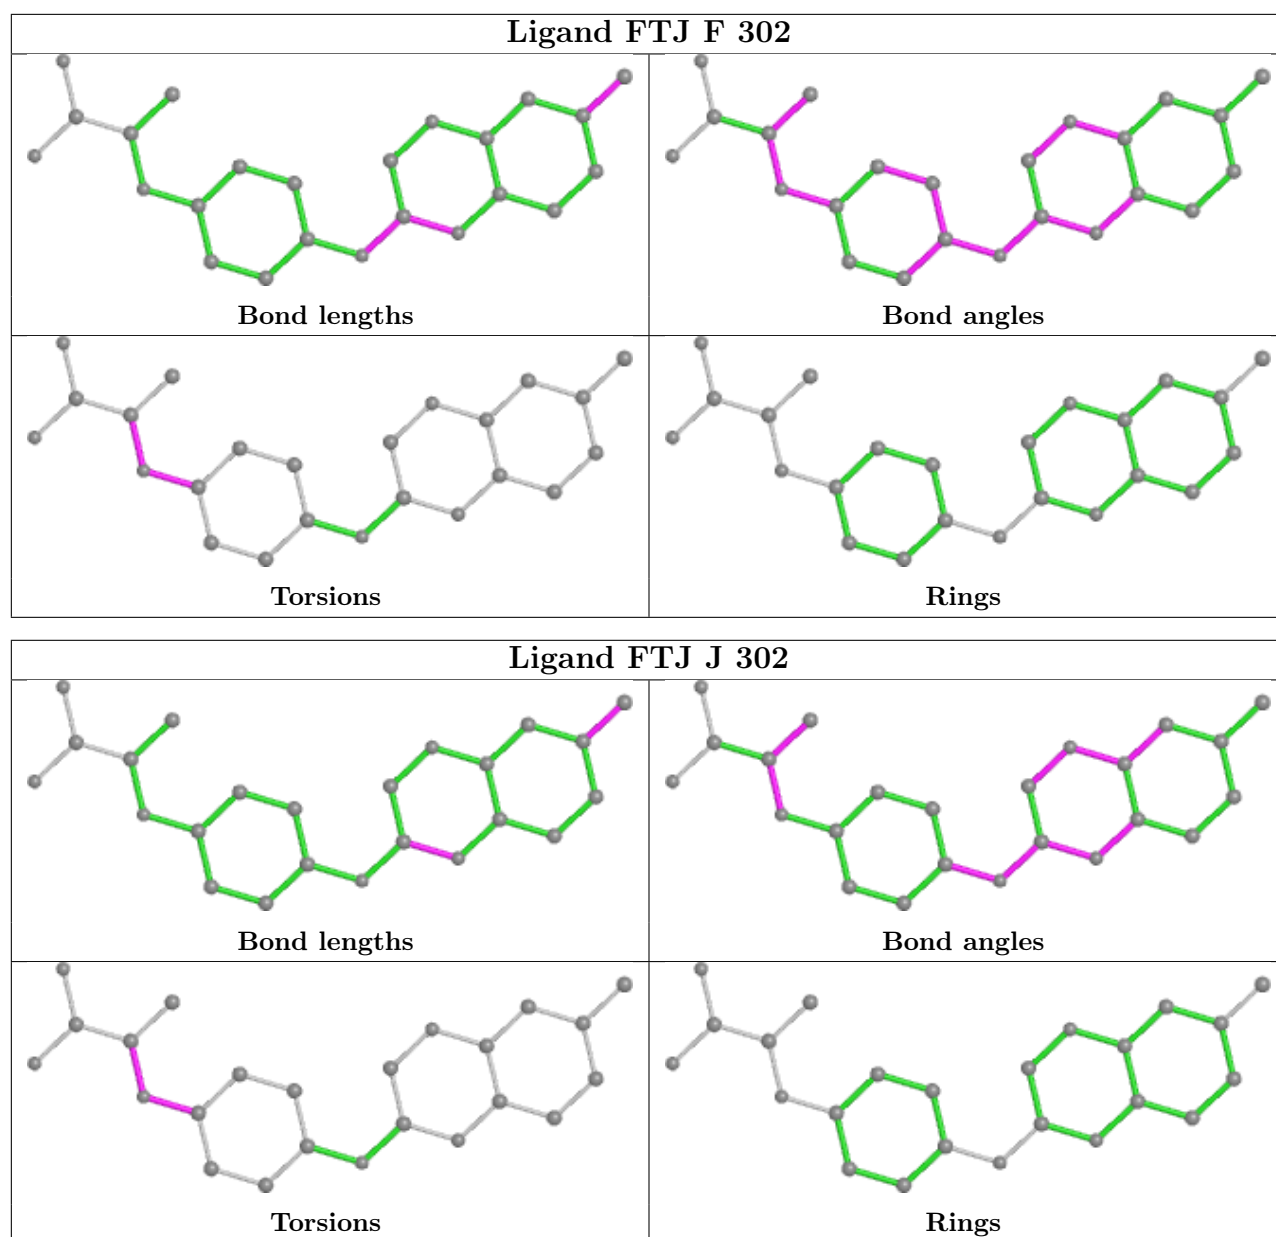 Ligand FTJ F 302
Bond lengths
Bond angles
Torsions
Rings
Ligand FTJ J 302
Bond lengths
Bond angles
Torsions
Rings